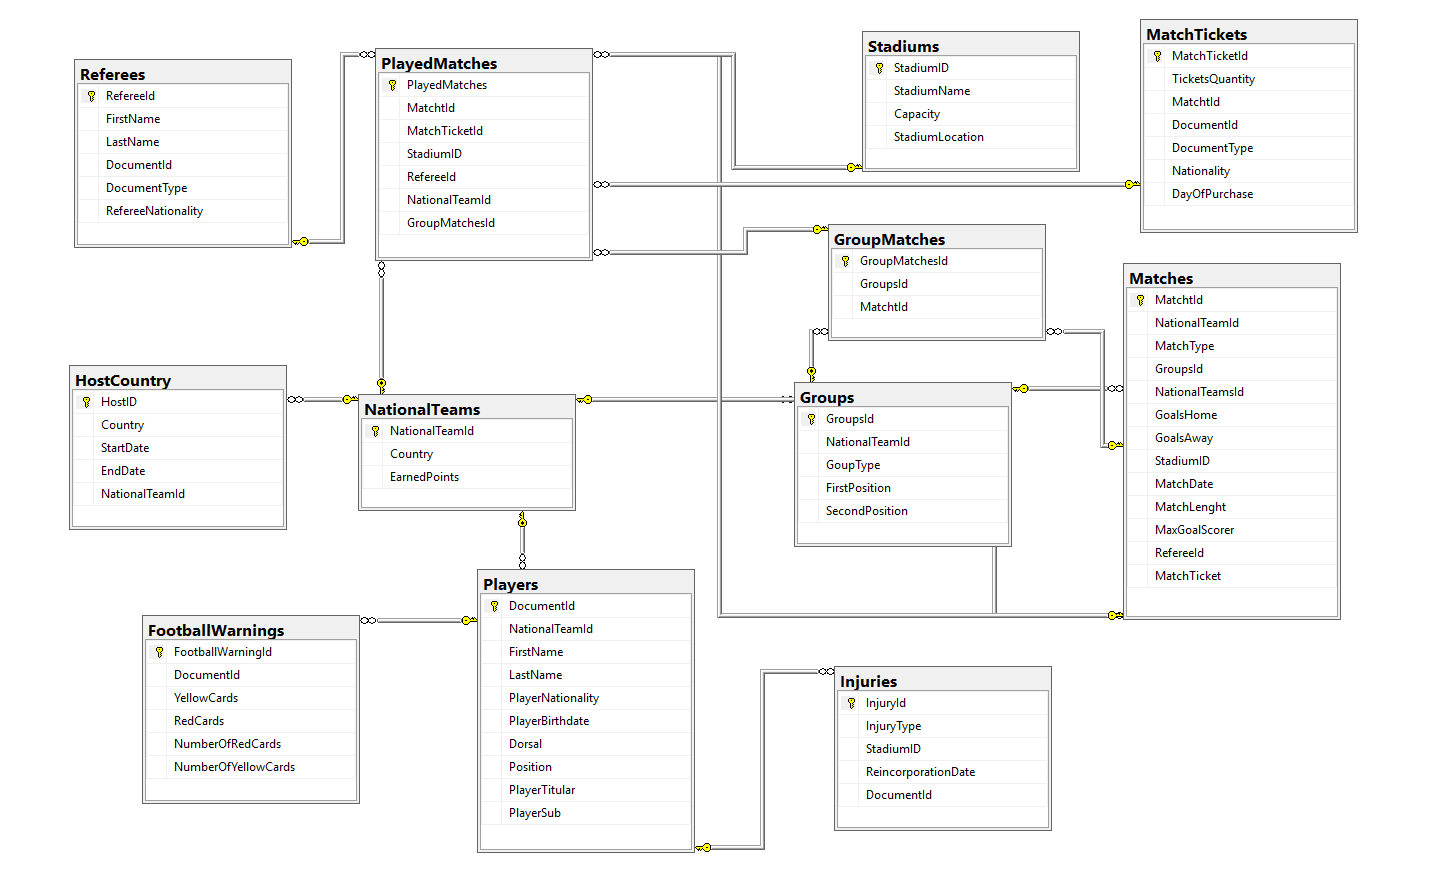 Referees
RefereeId
FirstName
LastName
DocumentId
DocumentType
RefereeNationality
PlayedMatches
PlayedMatches
MatchtId
MatchTicketId
StadiumID
RefereeId
NationalTeamId
GroupMatchesId
Stadiums
StadiumID
StadiumName
Capacity
StadiumLocation
MatchTickets
MatchTicketId
TicketsQuantity
MatchtId
DocumentId
DocumentType
Nationality
DayOfPurchase
GroupMatches
GroupMatchesId
GroupsId
MatchtId
Matches
MatchtId
NationalTeamId
MatchType
GroupsId
NationalTeamsId
GoalsHome
GoalsAway
StadiumID
MatchDate
MatchLenght
MaxGoalScorer
RefereeId
MatchTicket
HostCountry
HostID
Country
StartDate
EndDate
NationalTeamId
NationalTeams
NationalTeamId
Country
EarnedPoints
Groups
GroupsId
NationalTeamId
GoupType
FirstPosition
SecondPosition
FootballWarnings
FootballWarningId
DocumentId
YellowCards
RedCards
NumberOfRedCards
NumberOfYellowCards
Players
DocumentId
NationalTeamId
FirstName
LastName
PlayerNationality
PlayerBirthdate
Dorsal
Position
PlayerTitular
PlayerSub
Injuries
InjuryId
InjuryType
StadiumID
ReincorporationDate
DocumentId